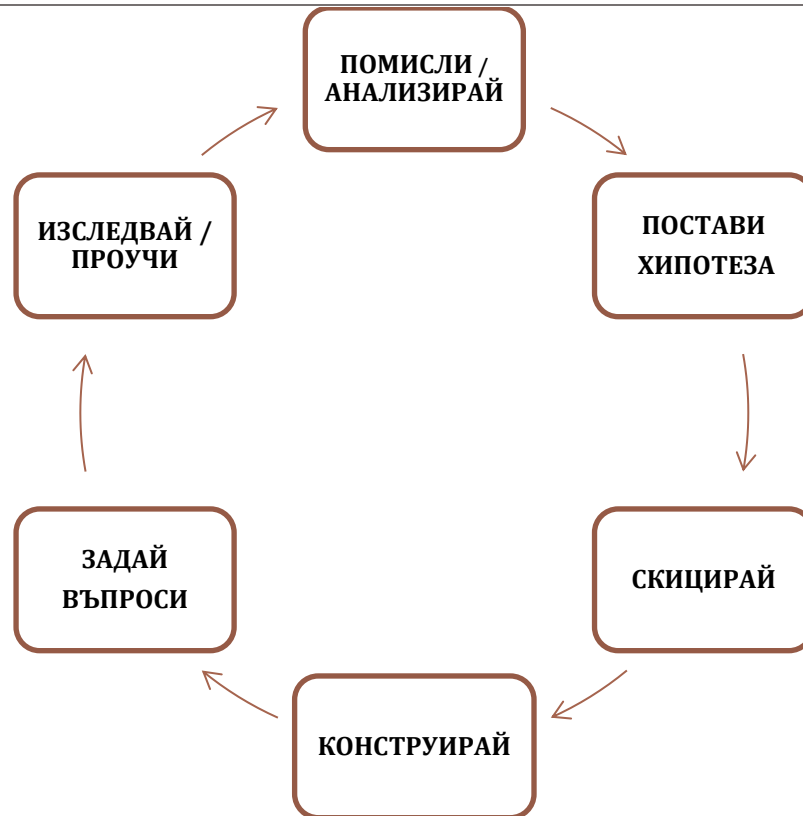 ПОМИСЛИ /
АНАЛИЗИРАЙ
ПОСТАВИ
ХИПОТЕЗА
СКИЦИРАЙ
КОНСТРУИРАЙ
ЗАДАЙ
ВЪПРОСИ
ИЗСЛЕДВАЙ /
ПРОУЧИ